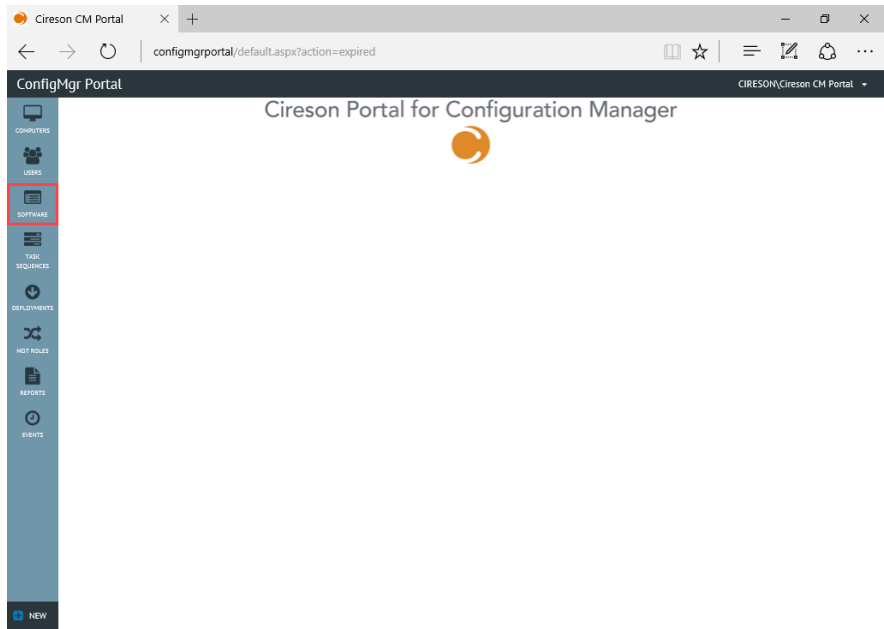 Cireson CM Portal
configmgrportal/default.aspx?action=expired
ConfigMgr Portal
CIRESON\Cireson CM Portal
Cireson Portal for Configuration Manager
COMPUTERS
USERS
SOFTWARE
TASK
SEQUENCES
DEPLOYMENTS
MDT ROLES
REPORTS
EVENTS
NEW